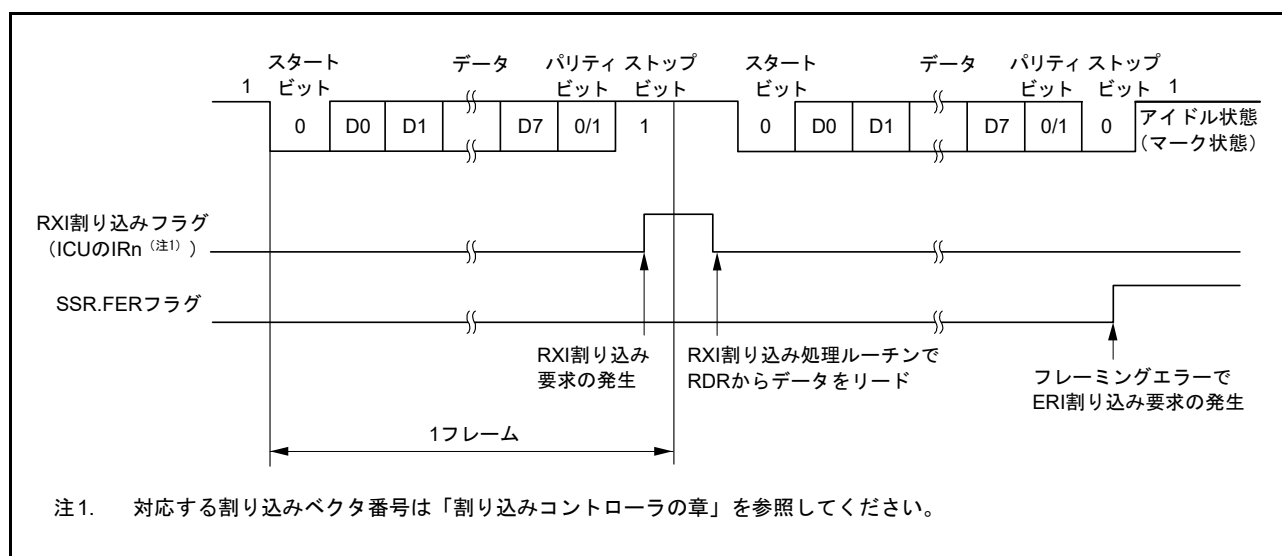 スタート
ビット
データ
パリティ
ビット
ストップ
ビット
スタート
ビット
データ
パリティ
ビット
ストップ
ビット
1
1
0 D0 D1 D7 0/1 1 0 D0 D1 D7 0/1 0
アイドル状態
(マーク状態)
RXI割り込みフラグ
(ICUのIRn (注1) )
SSR.FERフラグ
RXI割り込み
要求の発生
RXI割り込み処理ルーチンで
RDRからデータをリード
フレーミングエラーで
ERI割り込み要求の発生
1フレーム
注1. 対応する割り込みベクタ番号は「割り込みコントローラの章」を参照してください。